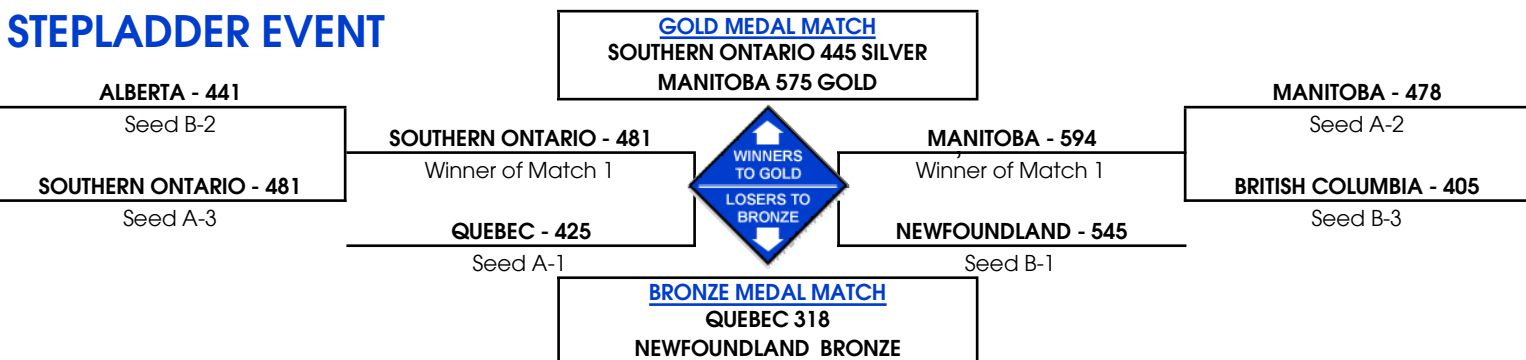 STEPLADDER EVENT
GOLD MEDAL MATCH
SOUTHERN ONTARIO 445 SILVER
MANITOBA 575 GOLD
ALBERTA - 441
Seed B-2
SOUTHERN ONTARIO - 481
Seed A-3
SOUTHERN ONTARIO - 481
Winner of Match 1
QUEBEC - 425
Seed A-1
WINNERS
TO GOLD
LOSERS TO
BRONZE
MANITOBA - 594
Winner of Match 1
NEWFOUNDLAND - 545
Seed B-1
MANITOBA - 478
Seed A-2
BRITISH COLUMBIA - 405
Seed B-3
BRONZE MEDAL MATCH
QUEBEC 318
NEWFOUNDLAND BRONZE